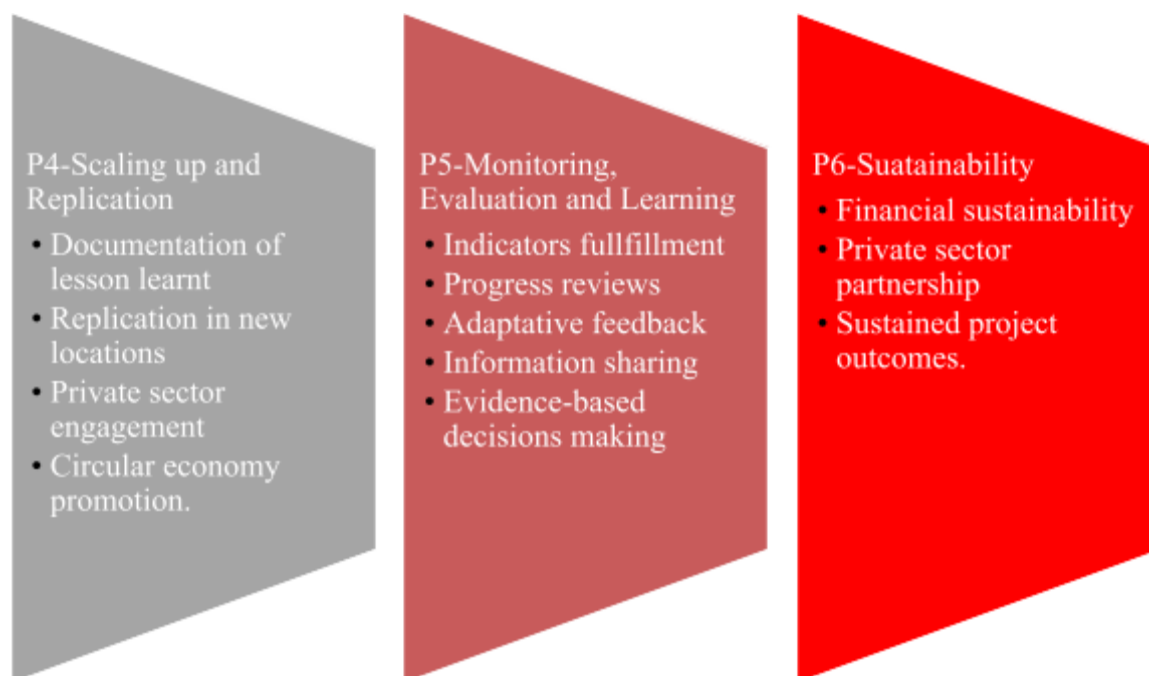 P4-Scaling up and
Replication
• Documentation of
lesson learnt
• Replication in new
locations
• Private sector
engagement
• Circular economy
promotion.
P5-Monitoring,
Evaluation and Learning
• Indicators fullfillment
• Progress reviews
• Adaptative feedback
• Information sharing
• Evidence-based
decisions making
P6-Suatainability
• Financial sustainability
• Private sector
partnership
• Sustained project
outcomes.